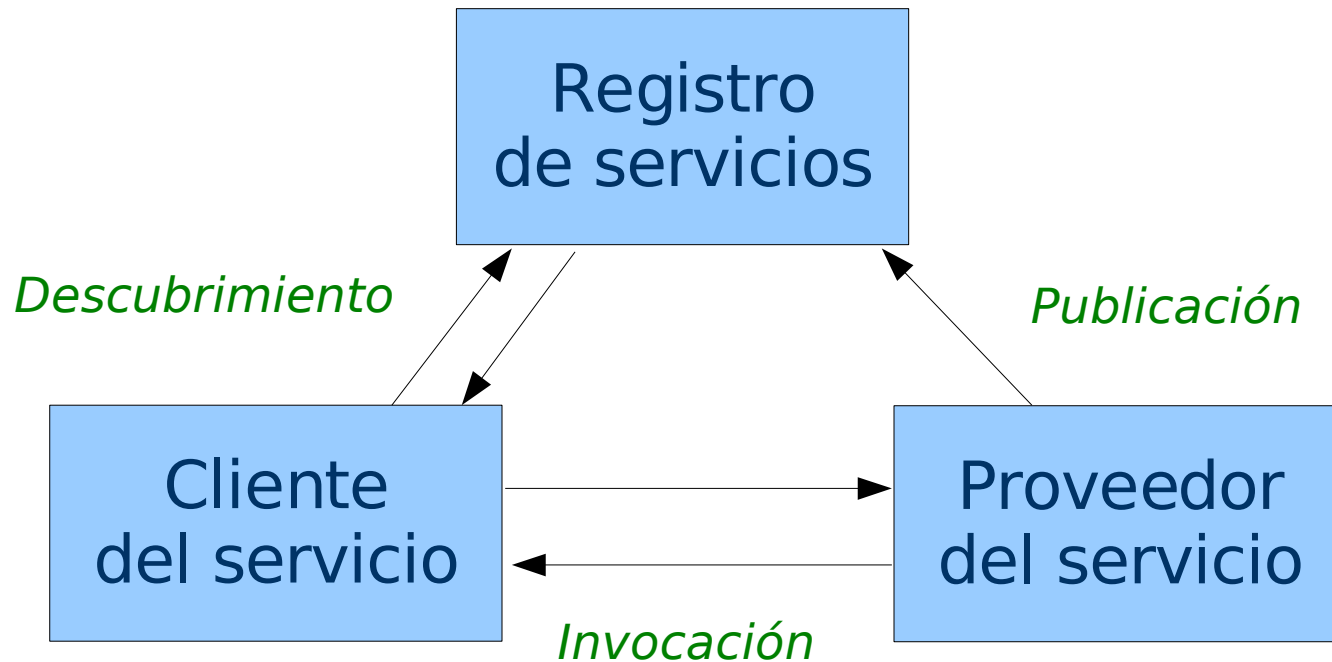 Registro
de servicios
Descubrimiento
Publicación
Cliente
del servicio
Proveedor
del servicio
Invocación